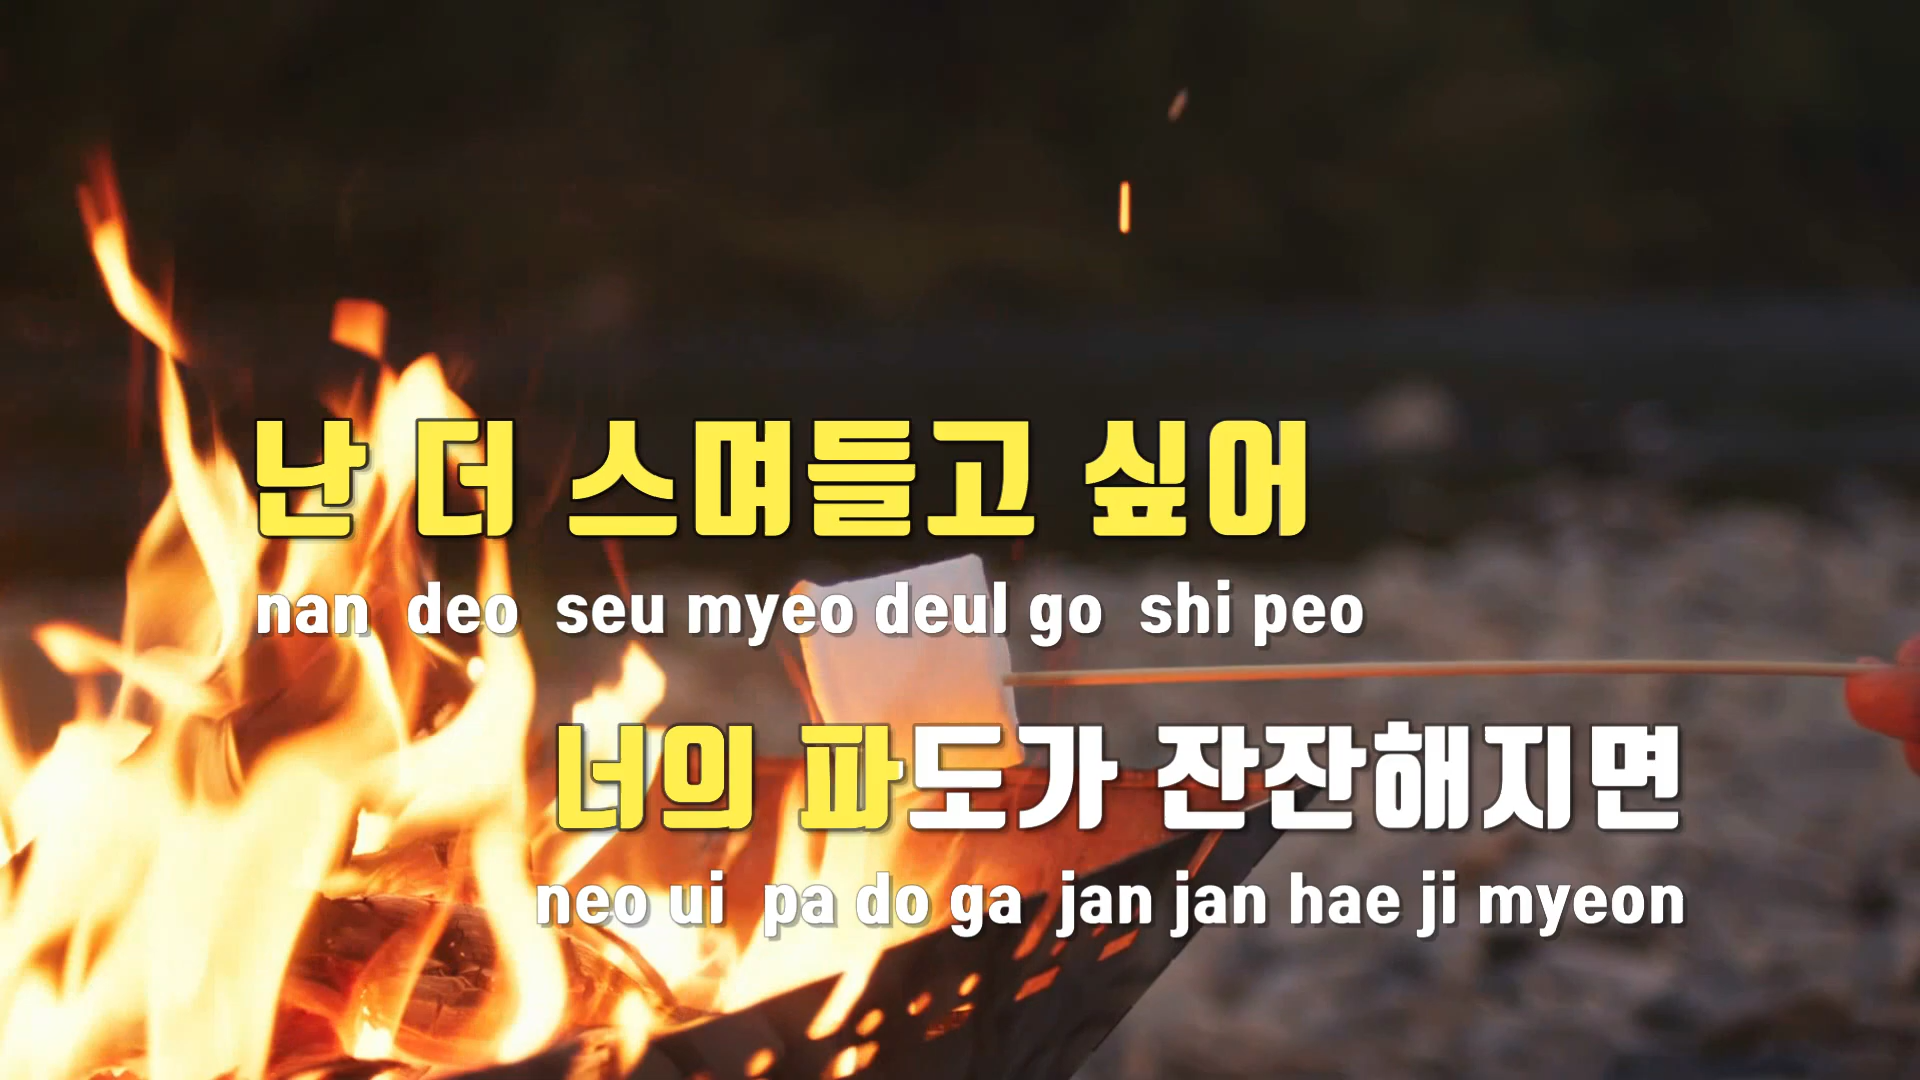 난 더 스며들고 싶어
nan deo seu myeo deul go shi peo
너의 파도가 잔잔해지면
neo ui pa do ga jan jan hae ji myeon